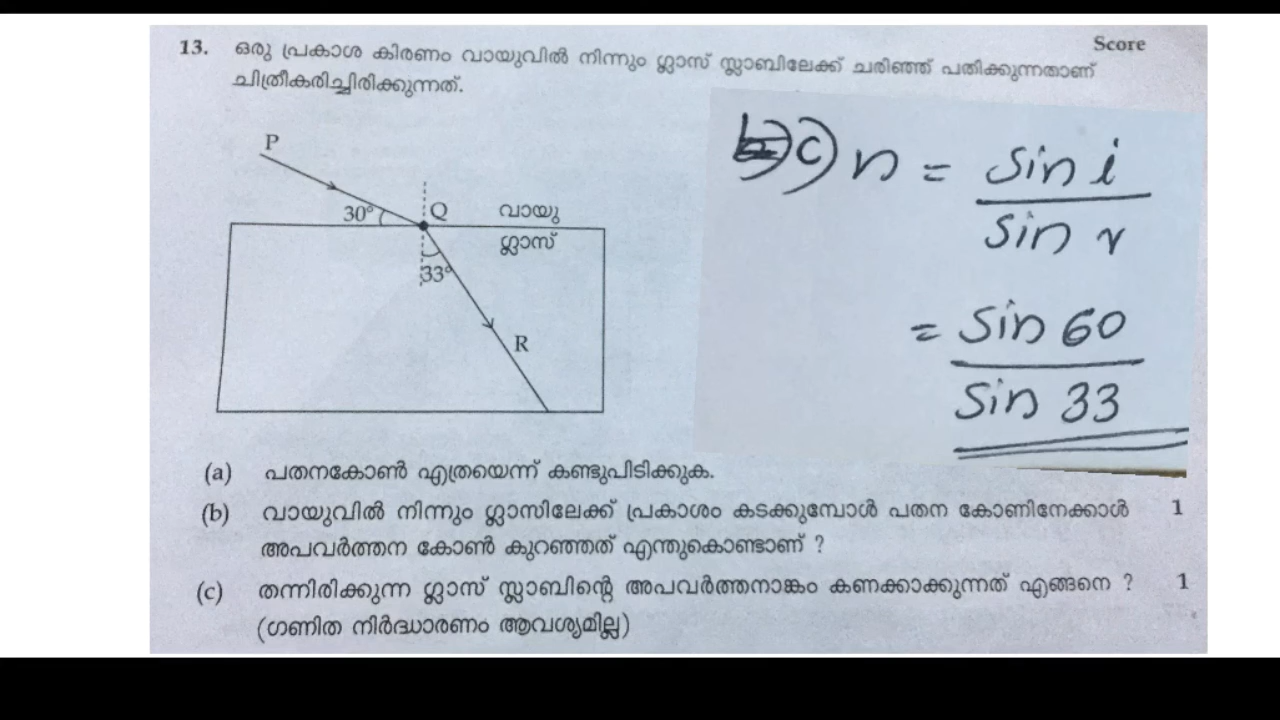 Score
13. ഒരു പ്രകാശ കിരണം വായുവിൽ നിന്നും ഗ്ലാസ് സ്ലാബിലേക്ക് ചരിഞ്ഞ് പതിക്കുന്നതാണ്
ചിത്രീകരിച്ചിരിക്കുന്നത്.
P
30°
Q
വായു
ഗ്ലാസ്
33°
R
c) n = sin i
sin r
= sin 60
sin 33
(a) പതനകോൺ എത്രയെന്ന് കണ്ടുപിടിക്കുക.
(b) വായുവിൽ നിന്നും ഗ്ലാസിലേക്ക് പ്രകാശം കടക്കുമ്പോൾ പതന കോണിനേക്കാൾ 1
അപവർത്തന കോൺ കുറഞ്ഞത് എന്തുകൊണ്ടാണ് ?
(c) തന്നിരിക്കുന്ന ഗ്ലാസ് സ്ലാബിന്റെ അപവർത്തനാങ്കം കണക്കാക്കുന്നത് എങ്ങനെ ? 1
(ഗണിത നിർദ്ധാരണം ആവശ്യമില്ല)